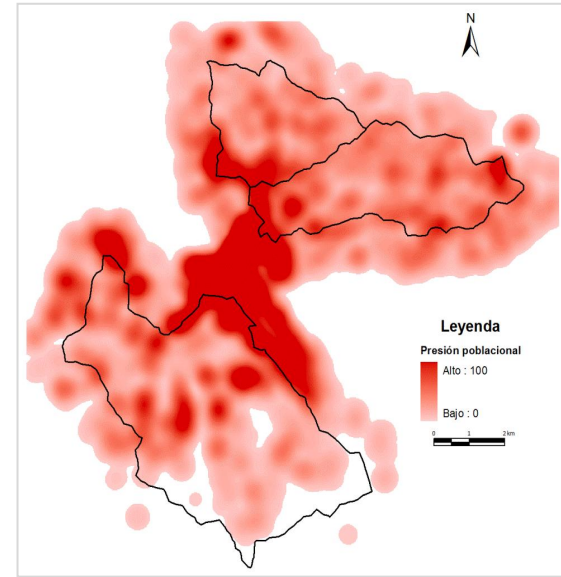 N
Leyenda
Presión poblacional
Alto : 100
Bajo : 0
0 1 2 km